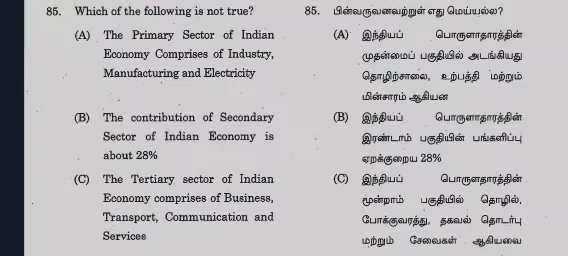 85. Which of the following is not true?
(A) The Primary Sector of Indian
Economy Comprises of Industry,
Manufacturing and Electricity
(B) The contribution of Secondary
Sector of Indian Economy is
about 28%
(C) The Tertiary sector of Indian
Economy comprises of Business,
Transport, Communication and
Services
85. பின்வருவனவற்றுள் எது மெய்யல்ல?
(A) இந்தியப் பொருளாதாரத்தின்
முதன்மைப் பகுதியில் அடங்கியது
தொழிற்சாலை, உற்பத்தி மற்றும்
மின்சாரம் ஆகியன
(B) இந்தியப் பொருளாதாரத்தின்
இரண்டாம் பகுதியின் பங்களிப்பு
ஏறக்குறைய 28%
(C) இந்தியப் பொருளாதாரத்தின்
மூன்றாம் பகுதியில் தொழில்,
போக்குவரத்து, தகவல் தொடர்பு
மற்றும் சேவைகள் ஆகியவை